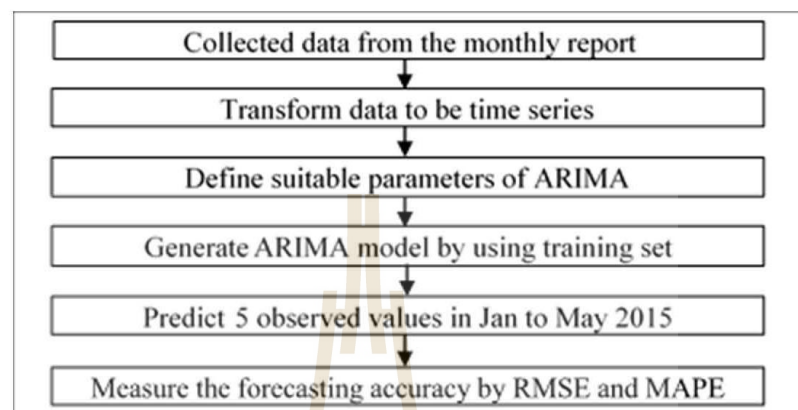 Collected data from the monthly report
Transform data to be time series
Define suitable parameters of ARIMA
Generate ARIMA model by using training set
Predict 5 observed values in Jan to May 2015
Measure the forecasting accuracy by RMSE and MAPE